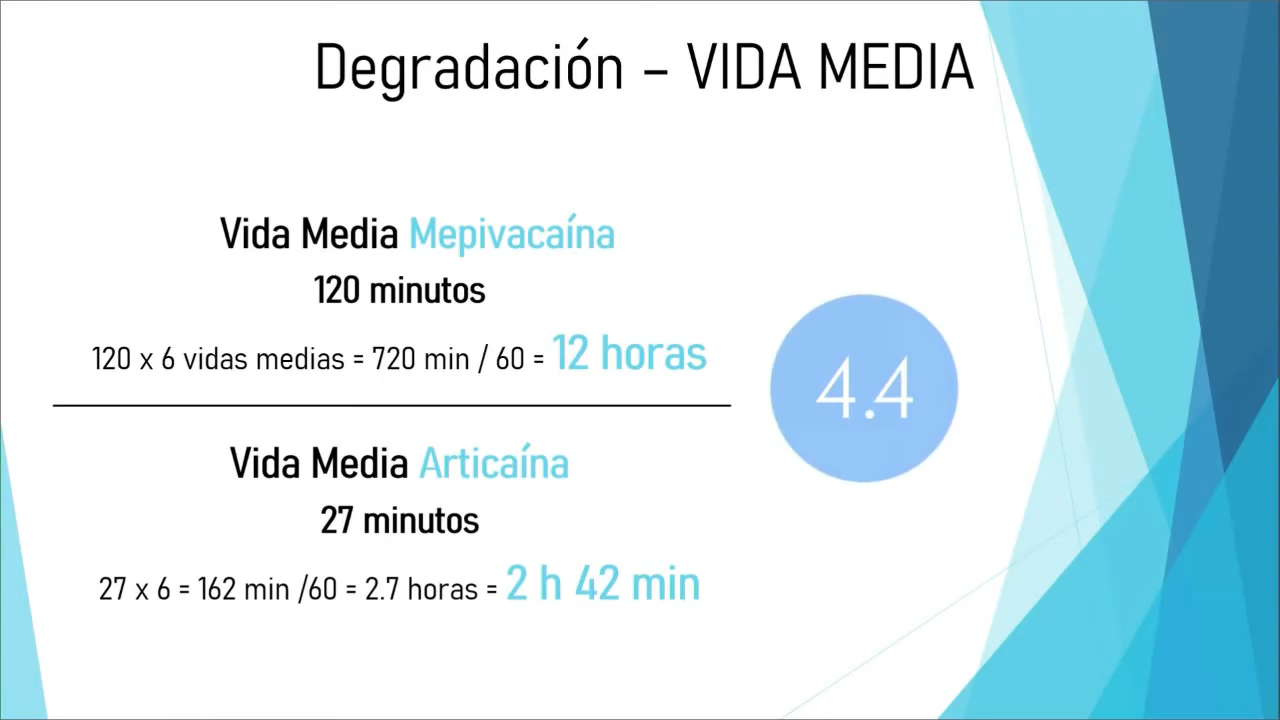 Degradación – VIDA MEDIA
Vida Media Mepivacaína
120 minutos
120 x 6 vidas medias = 720 min / 60 = 12 horas
4.4
Vida Media Articaína
27 minutos
27 x 6 = 162 min /60 = 2.7 horas = 2 h 42 min